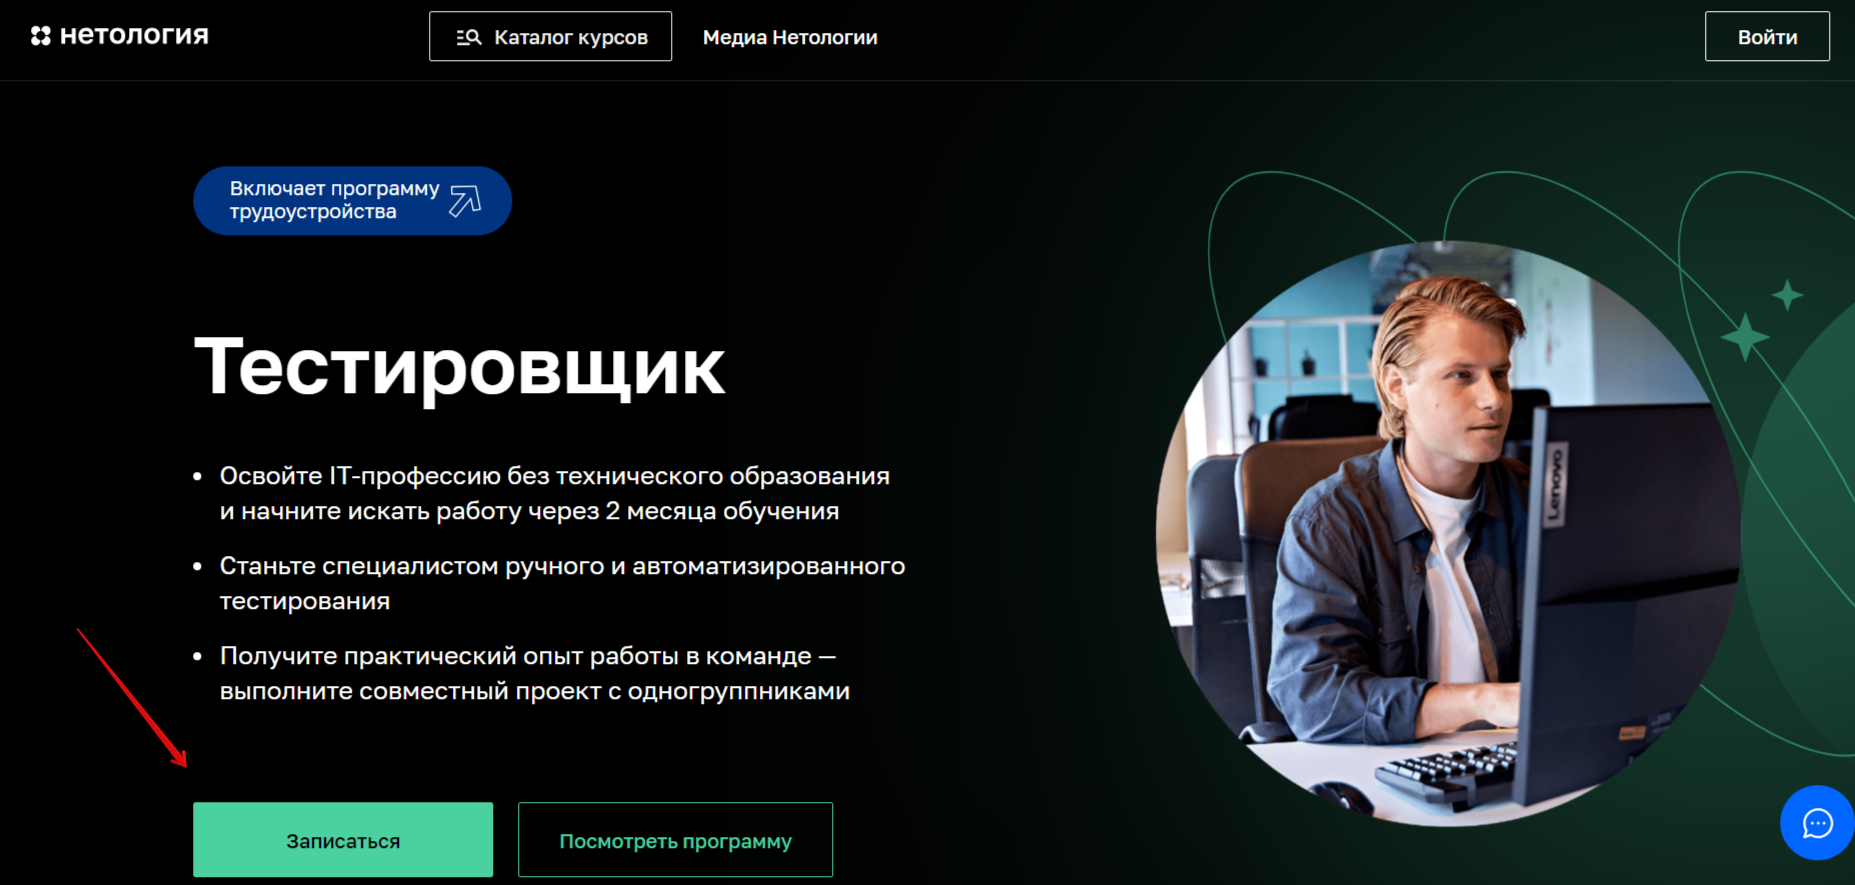 нетология
Каталог курсов
Медиа Нетологии
Войти
Включает программу
трудоустройства
Тестировщик
• Освойте IT-профессию без технического образования
и начните искать работу через 2 месяца обучения
• Станьте специалистом ручного и автоматизированного
тестирования
• Получите практический опыт работы в команде —
выполните совместный проект с одногруппниками
Lenovo
Записаться
Посмотреть программу